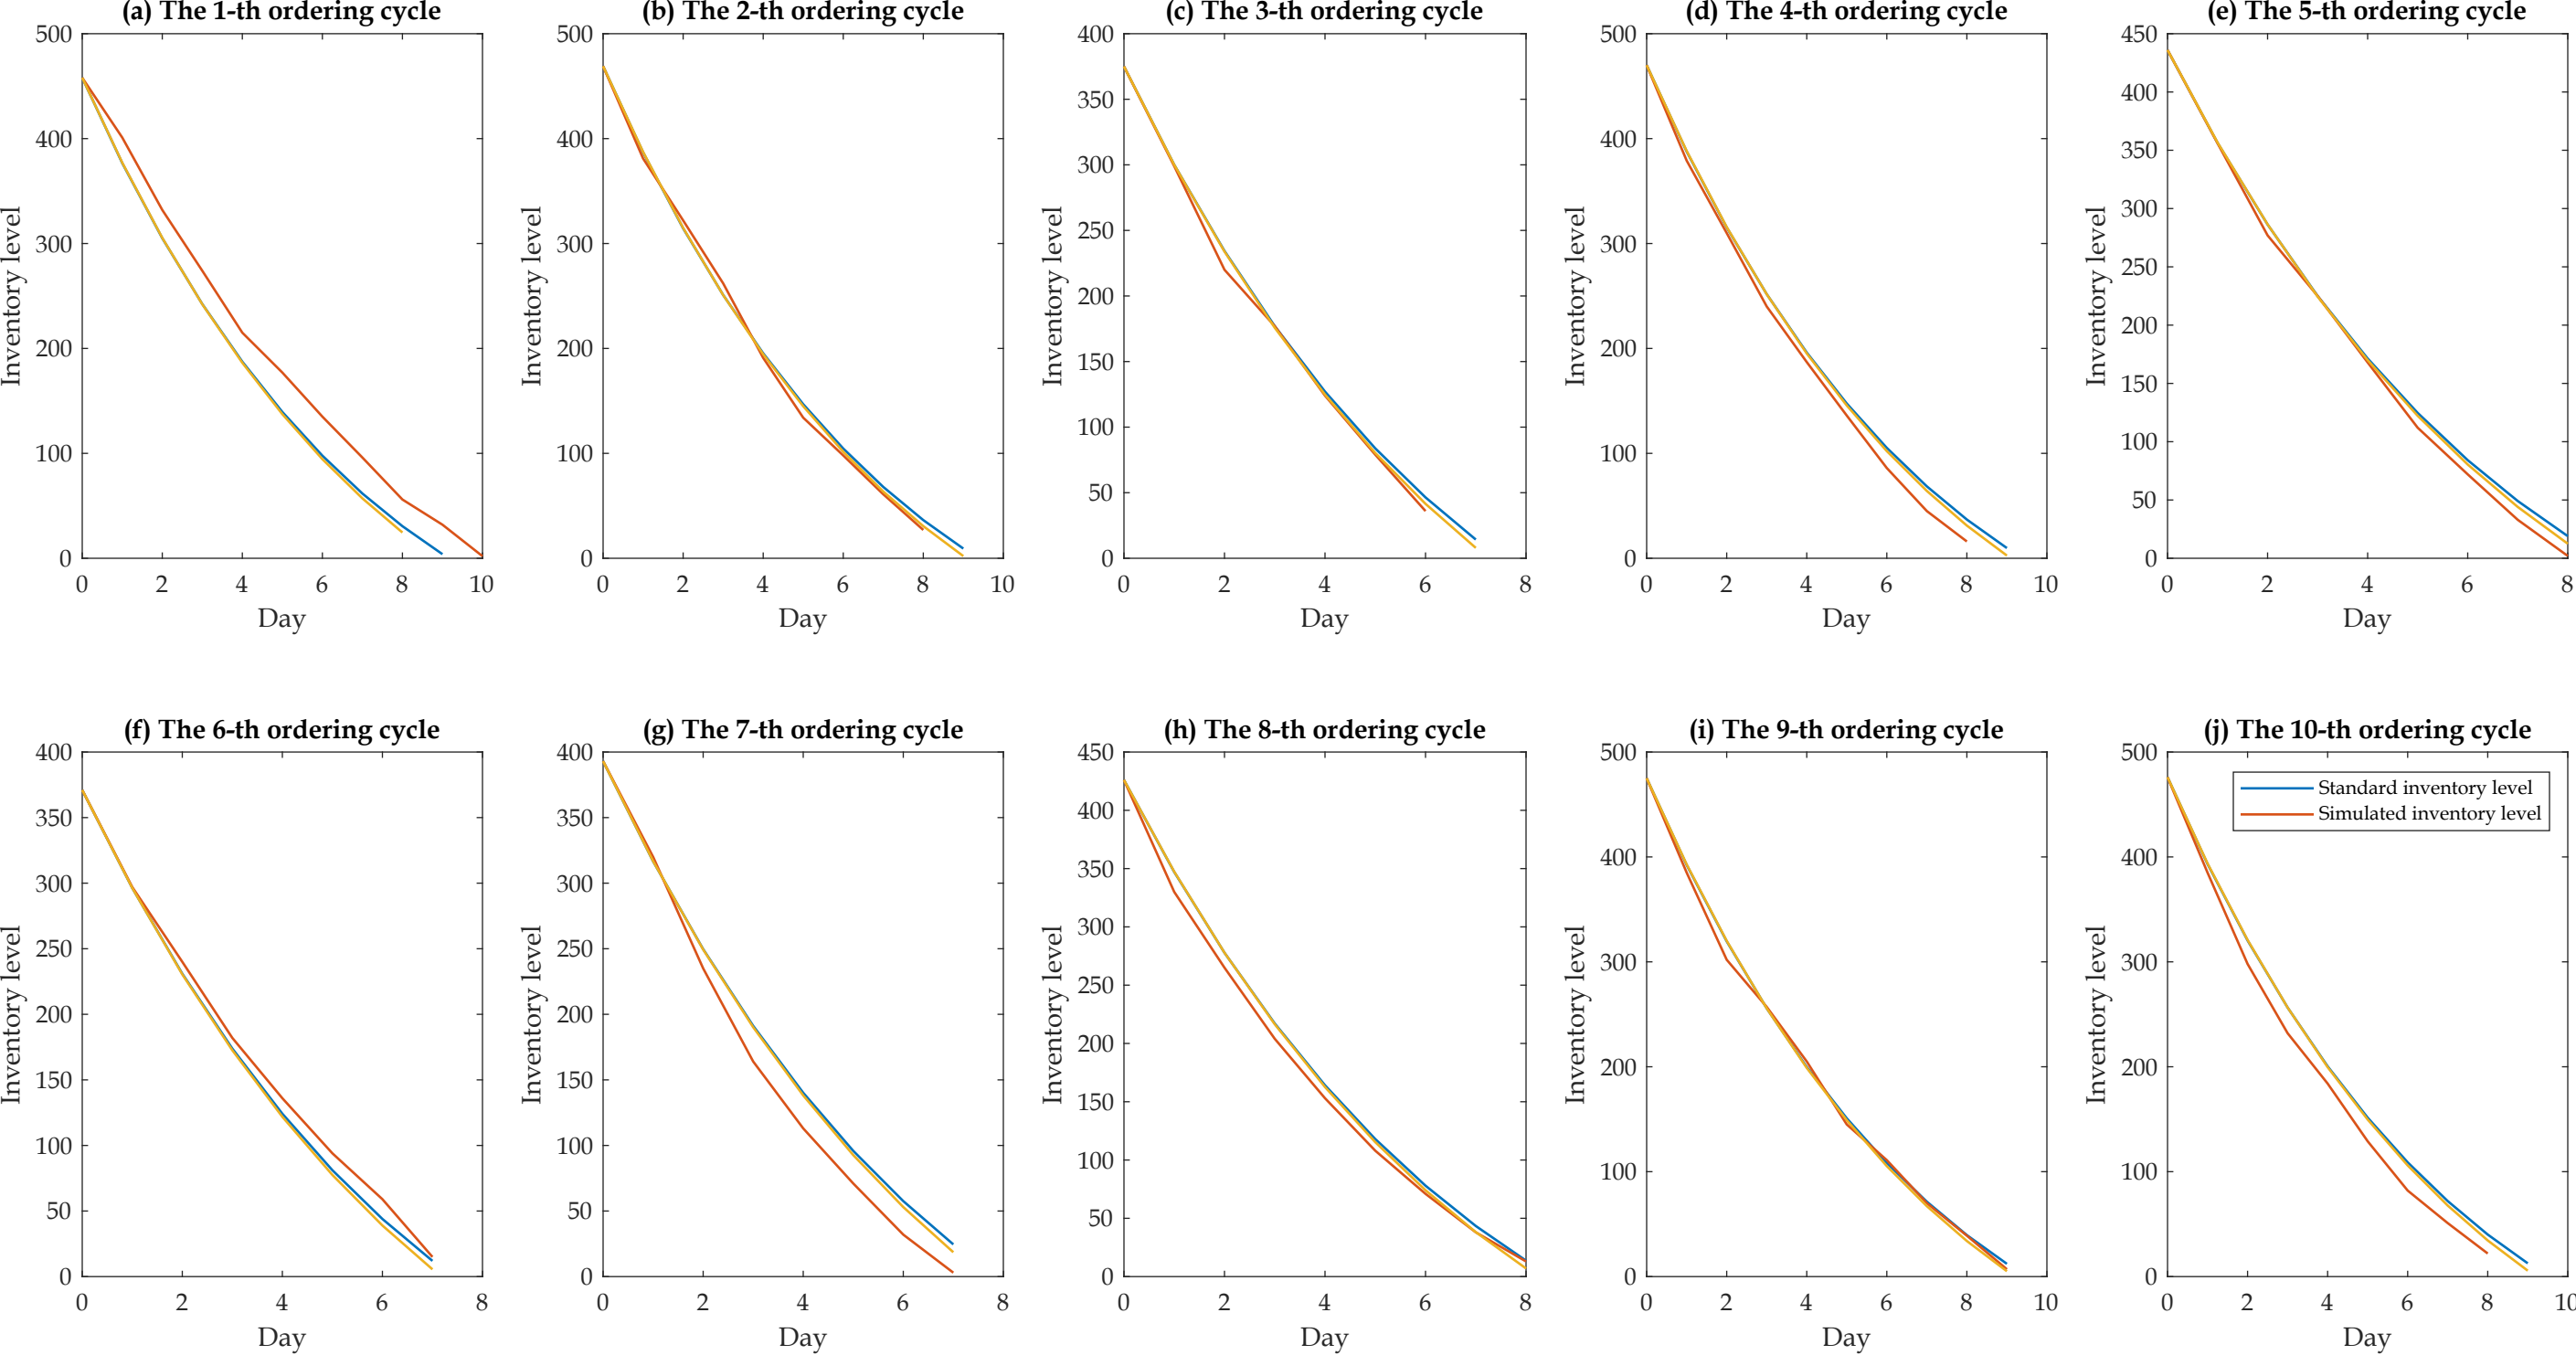 (a) The 1-th ordering cycle
500
400
300
200
100
0
0 2 4 6 8 10
Inventory level
Day
(b) The 2-th ordering cycle
500
400
300
200
100
0
0 2 4 6 8 10
Inventory level
Day
(c) The 3-th ordering cycle
400
350
300
250
200
150
100
50
0
0 2 4 6 8
Inventory level
Day
(d) The 4-th ordering cycle
500
400
300
200
100
0
0 2 4 6 8 10
Inventory level
Day
(e) The 5-th ordering cycle
450
400
350
300
250
200
150
100
50
0
0 2 4 6 8
Inventory level
Day
(f) The 6-th ordering cycle
400
350
300
250
200
150
100
50
0
0 2 4 6 8
Inventory level
Day
(g) The 7-th ordering cycle
400
350
300
250
200
150
100
50
0
0 2 4 6 8
Inventory level
Day
(h) The 8-th ordering cycle
450
400
350
300
250
200
150
100
50
0
0 2 4 6 8
Inventory level
Day
(i) The 9-th ordering cycle
500
400
300
200
100
0
0 2 4 6 8 10
Inventory level
Day
(j) The 10-th ordering cycle
500
400
300
200
100
0
0 2 4 6 8 10
Inventory level
Day
Standard inventory level
Simulated inventory level